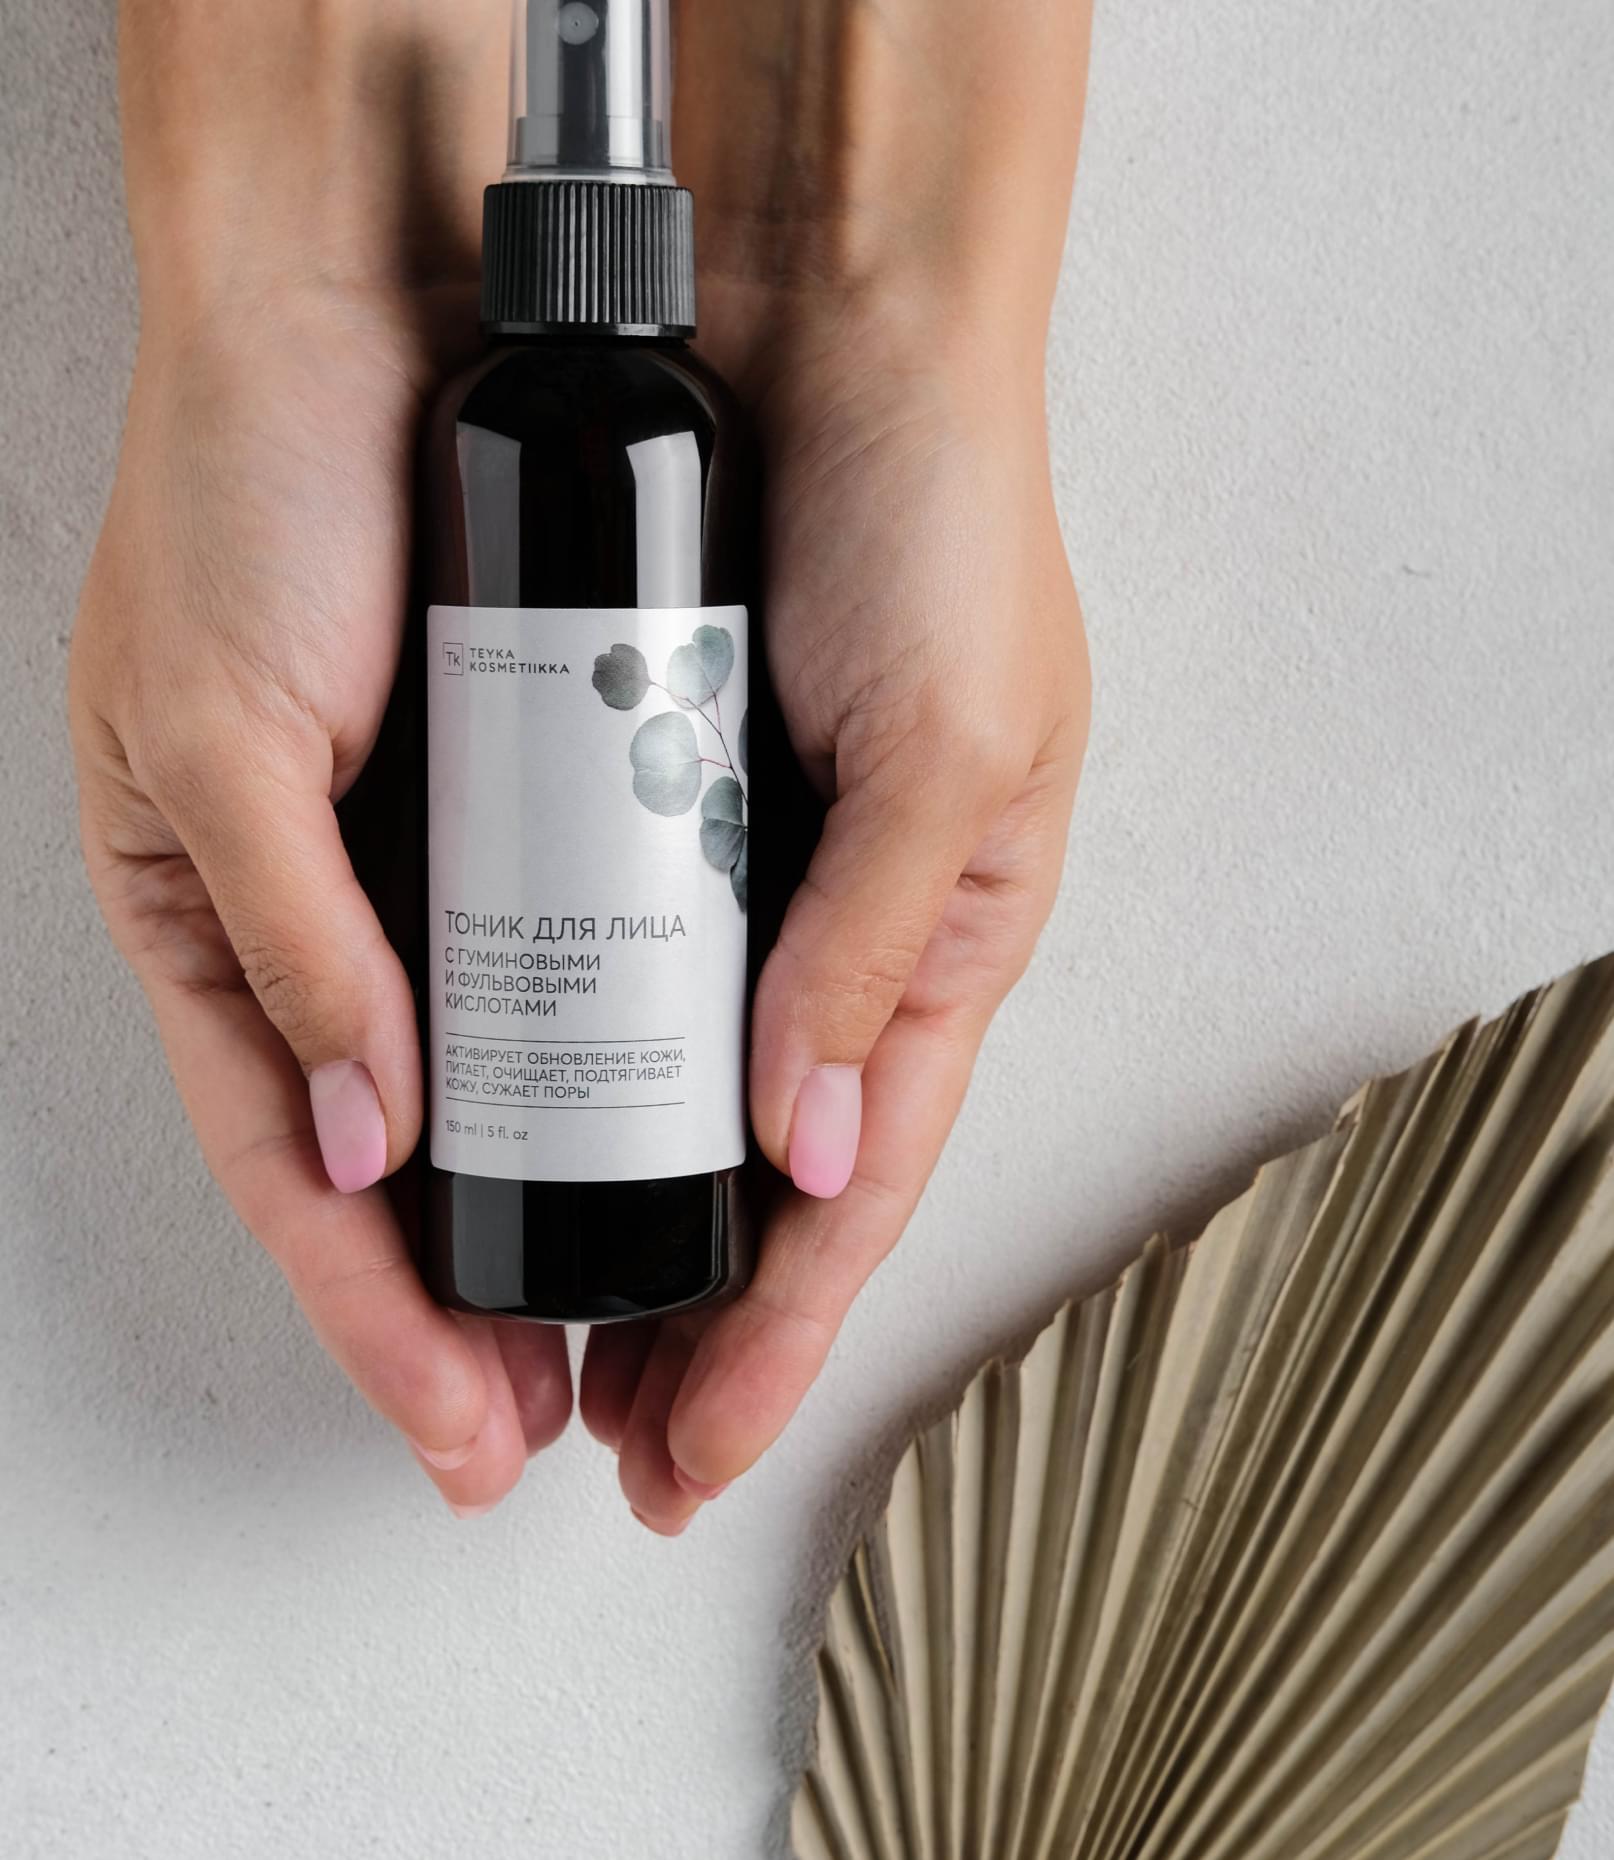 Tk TEYKA
KOSMETIIKKA
ТОНИК ДЛЯ ЛИЦА
С ГУМИНОВЫМИ
И ФУЛЬВОВЫМИ
КИСЛОТАМИ
АКТИВИРУЕТ ОБНОВЛЕНИЕ КОЖИ,
ПИТАЕТ, ОЧИЩАЕТ, ПОДТЯГИВАЕТ
КОЖУ, СУЖАЕТ ПОРЫ
150 ml | 5 fl. oz